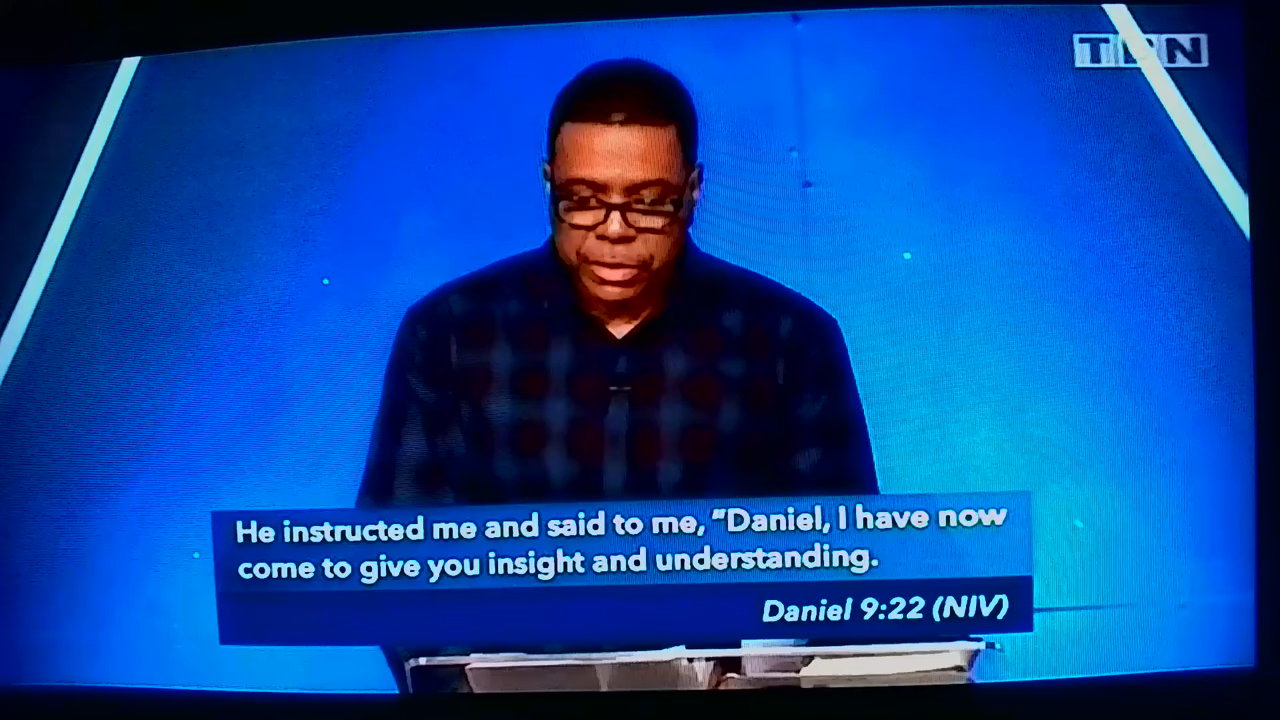 TBN
He instructed me and said to me, "Daniel, I have now
come to give you insight and understanding.
Daniel 9:22 (NIV)